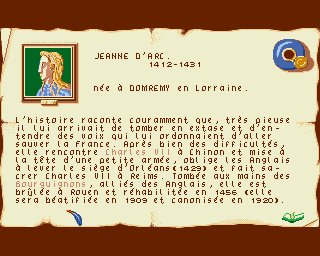 JEANNE D'ARC.
1412-1431
née à DOMREMY en Lorraine.
L'histoire raconte couramment que, très pieuse
il lui arrivait de tomber en extase et d'en-
tendre des voix qui lui ordonnaient d'aller
sauver la France. Après bien des difficultés,
elle rencontre Charles VII à Chinon et mise à
la tête d'une petite armée, oblige les Anglais
à lever le siège d'Orléans(1429) et fait sa-
crer Charles VII à Reims. Tombée aux mains des
Bourguignons, alliés des Anglais, elle est
brûlée à Rouen et réhabilitée en 1456 (elle
sera béatifiée en 1909 et canonisée en 1920).